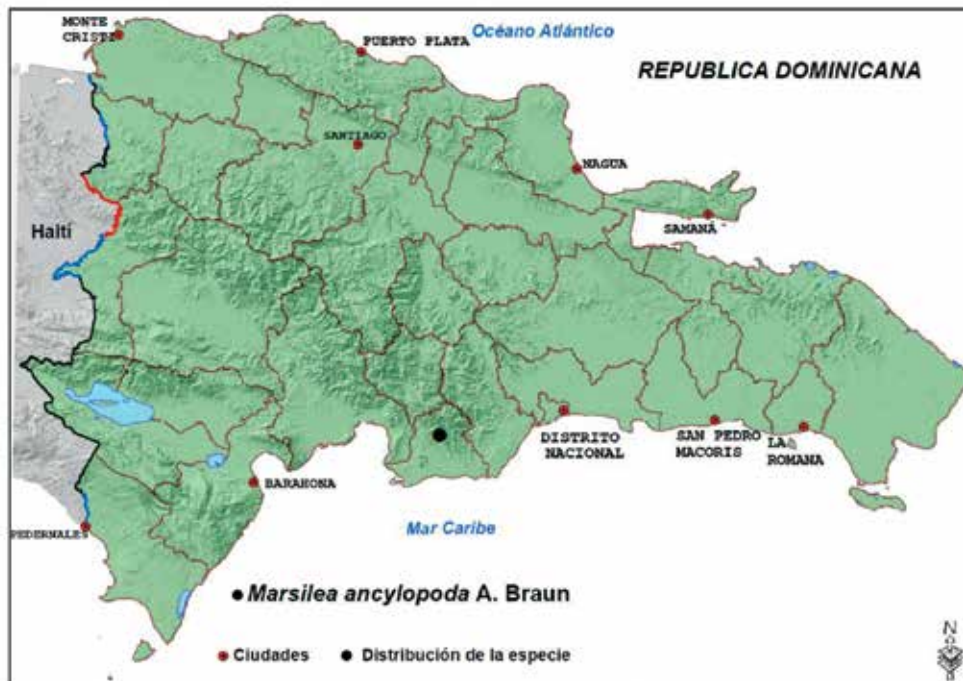 MONTE
CRISTI
Océano Atlántico
PUERTO PLATA
REPUBLICA DOMINICANA
SANTIAGO
NAGUA
SAMANÁ
Haití
DISTRITO
NACIONAL
SAN PEDRO
MACORIS
LA
ROMANA
BARAHONA
Mar Caribe
PEDERNALES
Marsilea ancylopoda A. Braun
Ciudades
Distribución de la especie
N